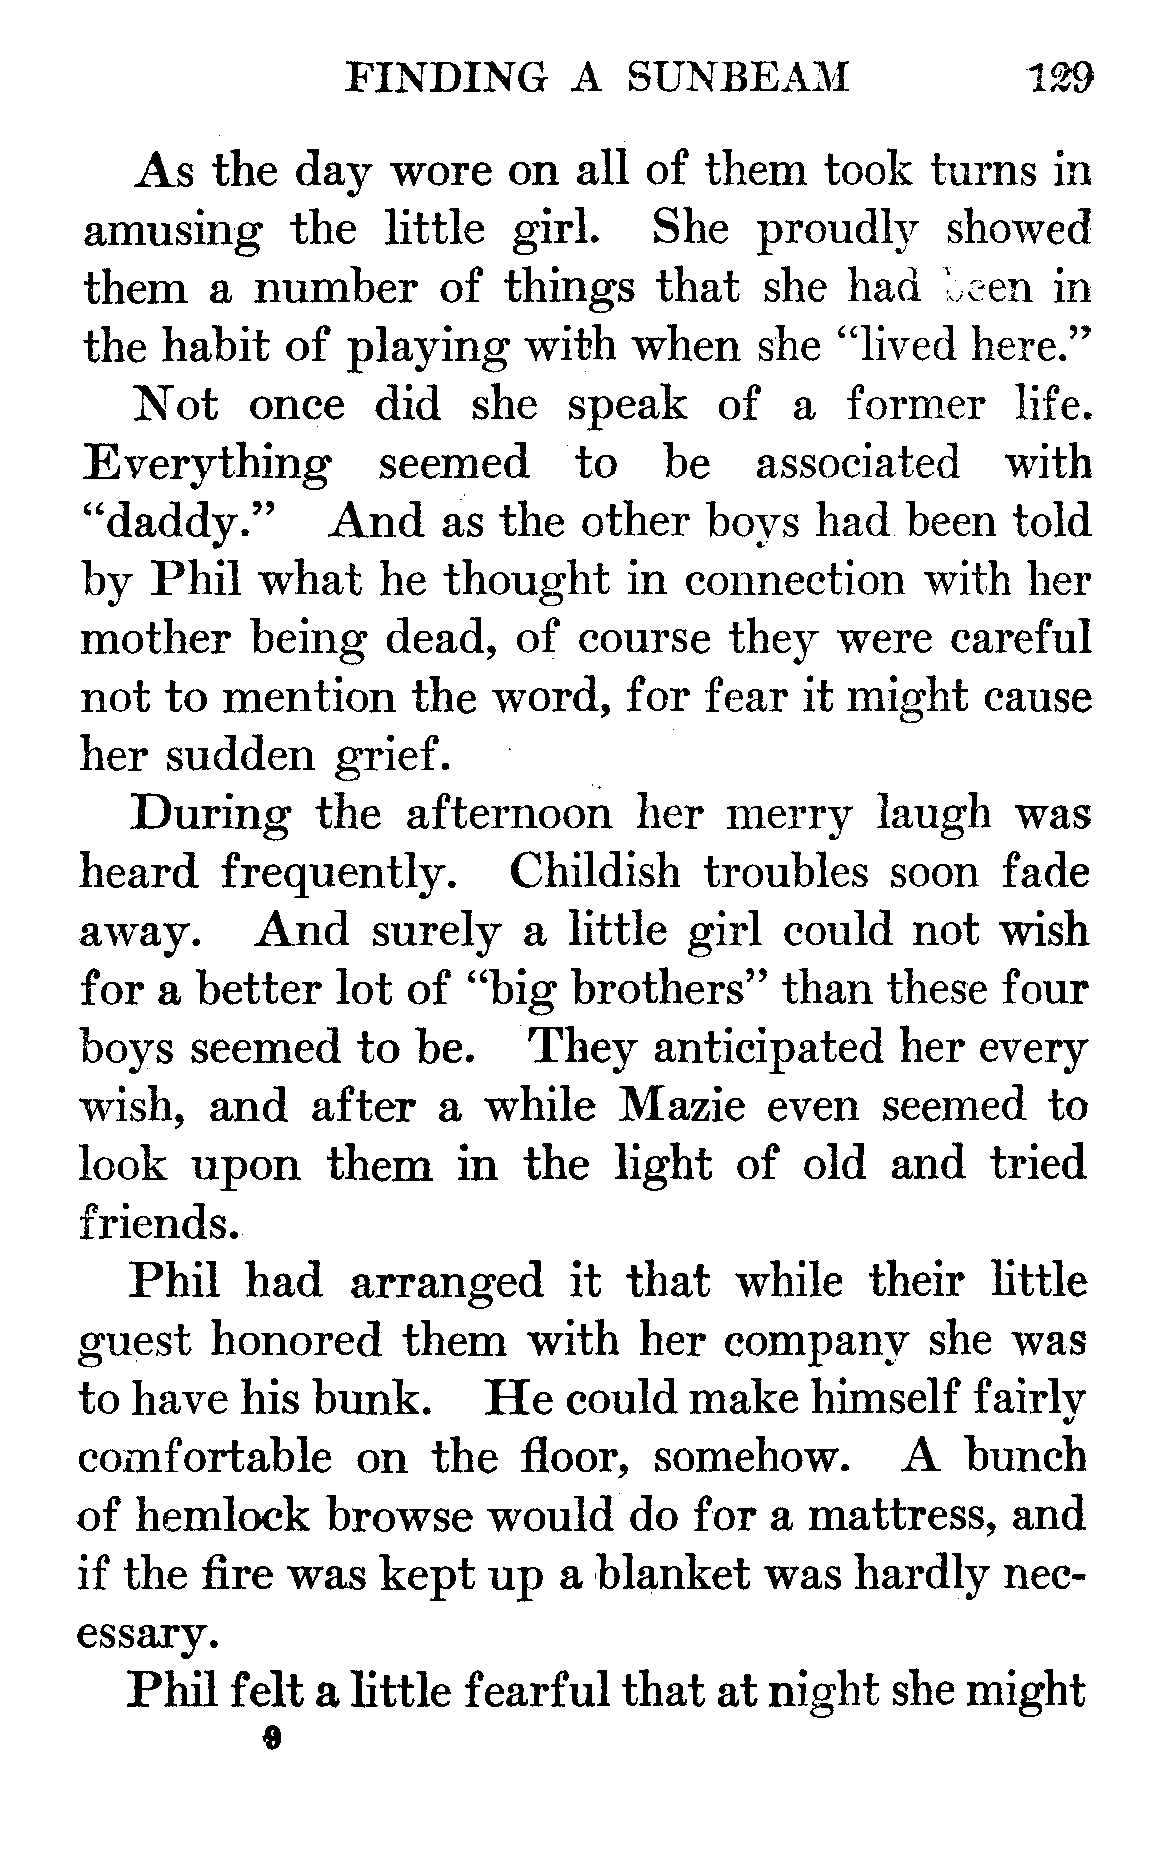 FINDING A SUNBEAM 129
As the day wore on all of them took turns in
amusing the little girl. She proudly showed
them a number of things that she had been in
the habit of playing with when she “lived here.”
Not once did she speak of a former life.
Everything seemed to be associated with
“daddy.” And as the other boys had been told
by Phil what he thought in connection with her
mother being dead, of course they were careful
not to mention the word, for fear it might cause
her sudden grief.
During the afternoon her merry laugh was
heard frequently. Childish troubles soon fade
away. And surely a little girl could not wish
for a better lot of “big brothers” than these four
boys seemed to be. They anticipated her every
wish, and after a while Mazie even seemed to
look upon them in the light of old and tried
friends.
Phil had arranged it that while their little
guest honored them with her company she was
to have his bunk. He could make himself fairly
comfortable on the floor, somehow. A bunch
of hemlock browse would do for a mattress, and
if the fire was kept up a blanket was hardly nec-
essary.
Phil felt a little fearful that at night she might
9